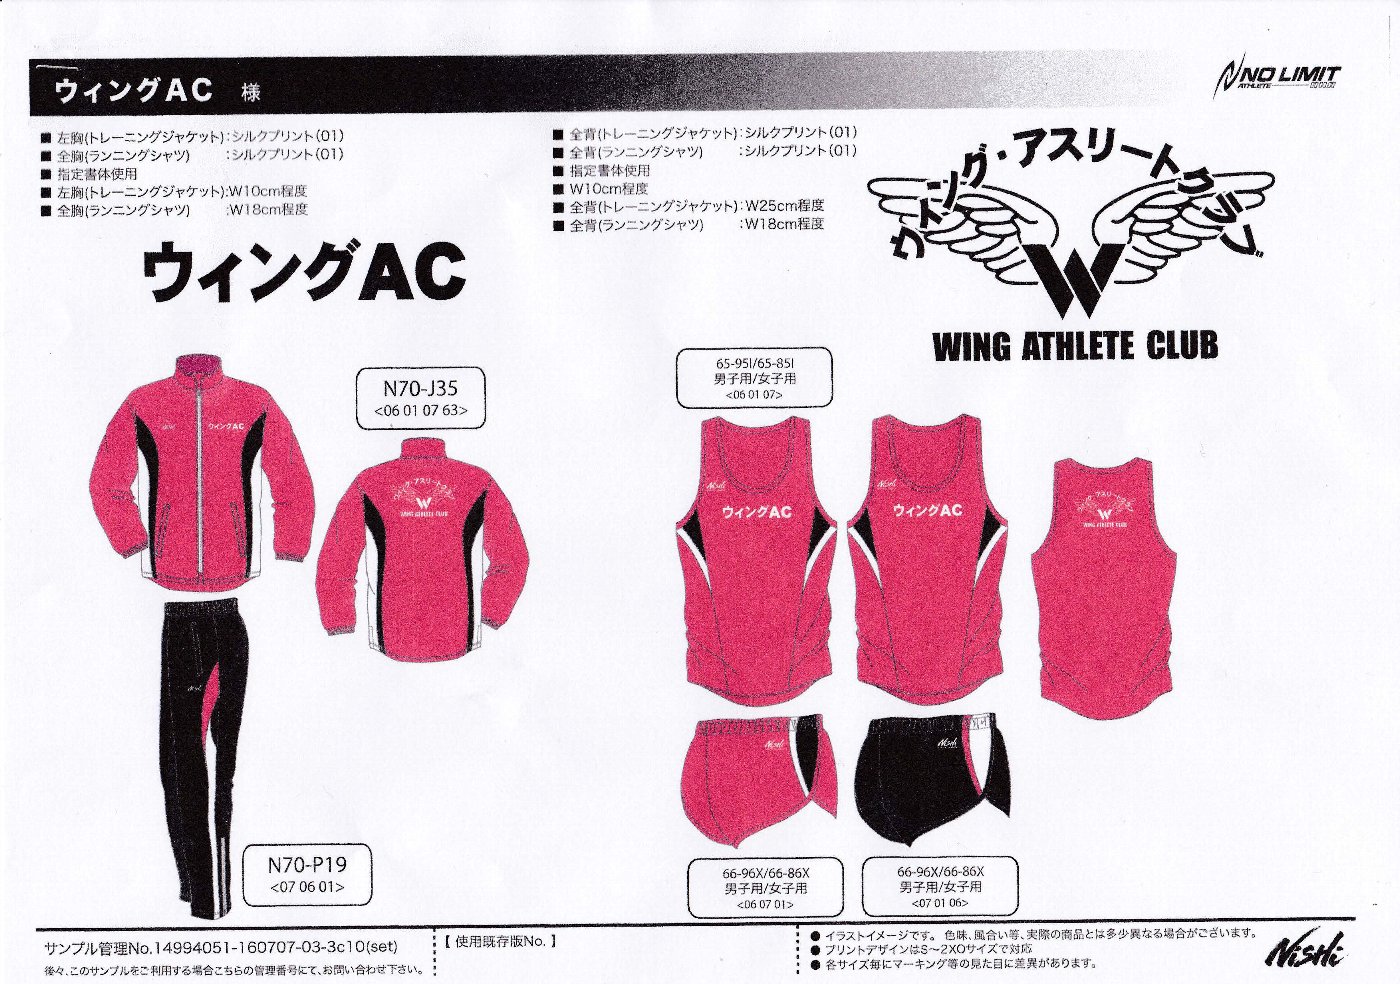 ウィングAC 様
NO LIMIT
ATHLETE
■ 左胸(トレーニングジャケット):シルクプリント(01)
■ 全胸(ランニングシャツ) :シルクプリント(01)
■ 指定書体使用
■ 左胸(トレーニングジャケット):W10cm程度
■ 全胸(ランニングシャツ) :W18cm程度
■ 全背(トレーニングジャケット):シルクプリント(01)
■ 全背(ランニングシャツ) :シルクプリント(01)
■ 指定書体使用
■ W10cm程度
■ 全背(トレーニングジャケット):W25cm程度
■ 全背(ランニングシャツ) :W18cm程度
ウィング・アスリートクラブ
W
WING ATHLETE CLUB
ウィングAC
N70-J35
<06 01 07 63>
65-95I/65-85I
男子用/女子用
<06 01 07>
ウィングAC
ウィング・アスリートクラブ
W
WING ATHLETE CLUB
Nishi
ウィングAC
Nishi
ウィングAC
ウィング・アスリートクラブ
W
WING ATHLETE CLUB
Nishi
Nishi
Nishi
N70-P19
<07 06 01>
66-96X/66-86X
男子用/女子用
<06 07 01>
66-96X/66-86X
男子用/女子用
<07 01 06>
サンプル管理No.14994051-160707-03-3c10(set)
後々、このサンプルをご利用する場合こちらの管理番号にて、お問い合わせ下さい。
【 使用既存版No. 】
● イラストイメージです。 色味、風合い等、実際の商品とは多少異なる場合がございます。
● プリントデザインはS～2XOサイズで対応
● 各サイズ毎にマーキング等の見た目に差異があります。
Nishi